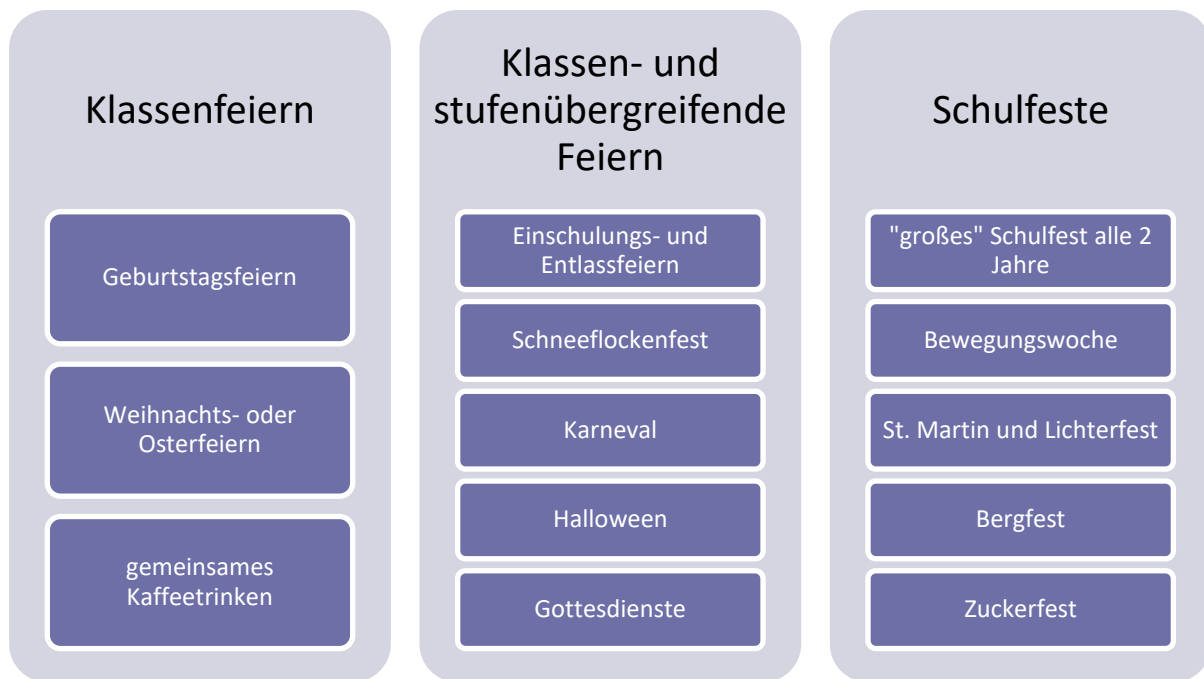 Klassenfeiern
Geburtstagsfeiern
Weihnachts- oder
Osterfeiern
gemeinsames
Kaffeetrinken
Klassen- und
stufenübergreifende
Feiern
Einschulungs- und
Entlassfeiern
Schneeflockenfest
Karneval
Halloween
Gottesdienste
Schulfeste
"großes" Schulfest alle 2
Jahre
Bewegungswoche
St. Martin und Lichterfest
Bergfest
Zuckerfest